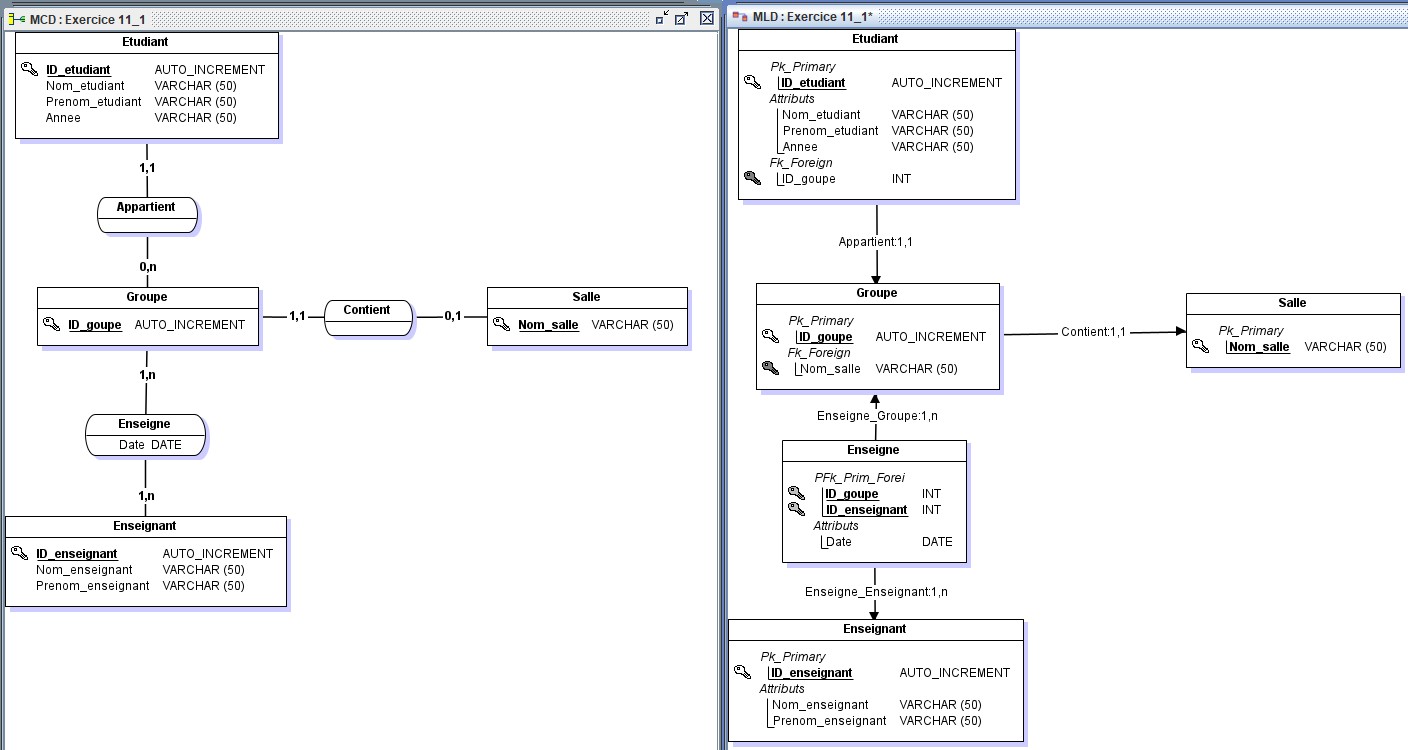 MCD : Exercice 11_1
Etudiant
ID_etudiant AUTO_INCREMENT
Nom_etudiant VARCHAR (50)
Prenom_etudiant VARCHAR (50)
Annee VARCHAR (50)
1,1
Appartient
0,n
Groupe
ID_goupe AUTO_INCREMENT
1,1
Contient
0,1
Salle
Nom_salle VARCHAR (50)
1,n
Enseigne
Date DATE
1,n
Enseignant
ID_enseignant AUTO_INCREMENT
Nom_enseignant VARCHAR (50)
Prenom_enseignant VARCHAR (50)
MLD : Exercice 11_1*
Etudiant
Pk_Primary
ID_etudiant AUTO_INCREMENT
Attributs
Nom_etudiant VARCHAR (50)
Prenom_etudiant VARCHAR (50)
Annee VARCHAR (50)
Fk_Foreign
ID_goupe INT
Appartient:1,1
Groupe
Pk_Primary
ID_goupe AUTO_INCREMENT
Fk_Foreign
Nom_salle VARCHAR (50)
Contient:1,1
Salle
Pk_Primary
Nom_salle VARCHAR (50)
Enseigne_Groupe:1,n
Enseigne
PFk_Prim_Forei
ID_goupe INT
ID_enseignant INT
Attributs
Date DATE
Enseigne_Enseignant:1,n
Enseignant
Pk_Primary
ID_enseignant AUTO_INCREMENT
Attributs
Nom_enseignant VARCHAR (50)
Prenom_enseignant VARCHAR (50)